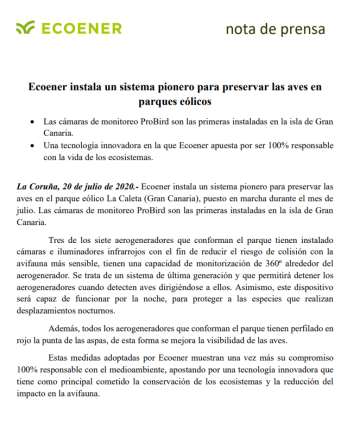 ECOENER
nota de prensa
Ecoener instala un sistema pionero para preservar las aves en
parques eólicos
• Las cámaras de monitoreo ProBird son las primeras instaladas en la isla de Gran
Canaria.
• Una tecnología innovadora en la que Ecoener apuesta por ser 100% responsable
con la vida de los ecosistemas.
La Coruña, 20 de julio de 2020.- Ecoener instala un sistema pionero para preservar las
aves en el parque eólico La Caleta (Gran Canaria), puesto en marcha durante el mes de
julio. Las cámaras de monitoreo ProBird son las primeras instaladas en la isla de Gran
Canaria.
Tres de los siete aerogeneradores que conforman el parque tienen instalado
cámaras e iluminadores infrarrojos con el fin de reducir el riesgo de colisión con la
avifauna más sensible, tienen una capacidad de monitorización de 360º alrededor del
aerogenerador. Se trata de un sistema de última generación y que permitirá detener los
aerogeneradores cuando detecten aves dirigiéndose a ellos. Asimismo, este dispositivo
será capaz de funcionar por la noche, para proteger a las especies que realizan
desplazamientos nocturnos.
Además, todos los aerogeneradores que conforman el parque tienen perfilado en
rojo la punta de las aspas, de esta forma se mejora la visibilidad de las aves.
Estas medidas adoptadas por Ecoener muestran una vez más su compromiso
100% responsable con el medioambiente, apostando por una tecnología innovadora que
tiene como principal cometido la conservación de los ecosistemas y la reducción del
impacto en la avifauna.